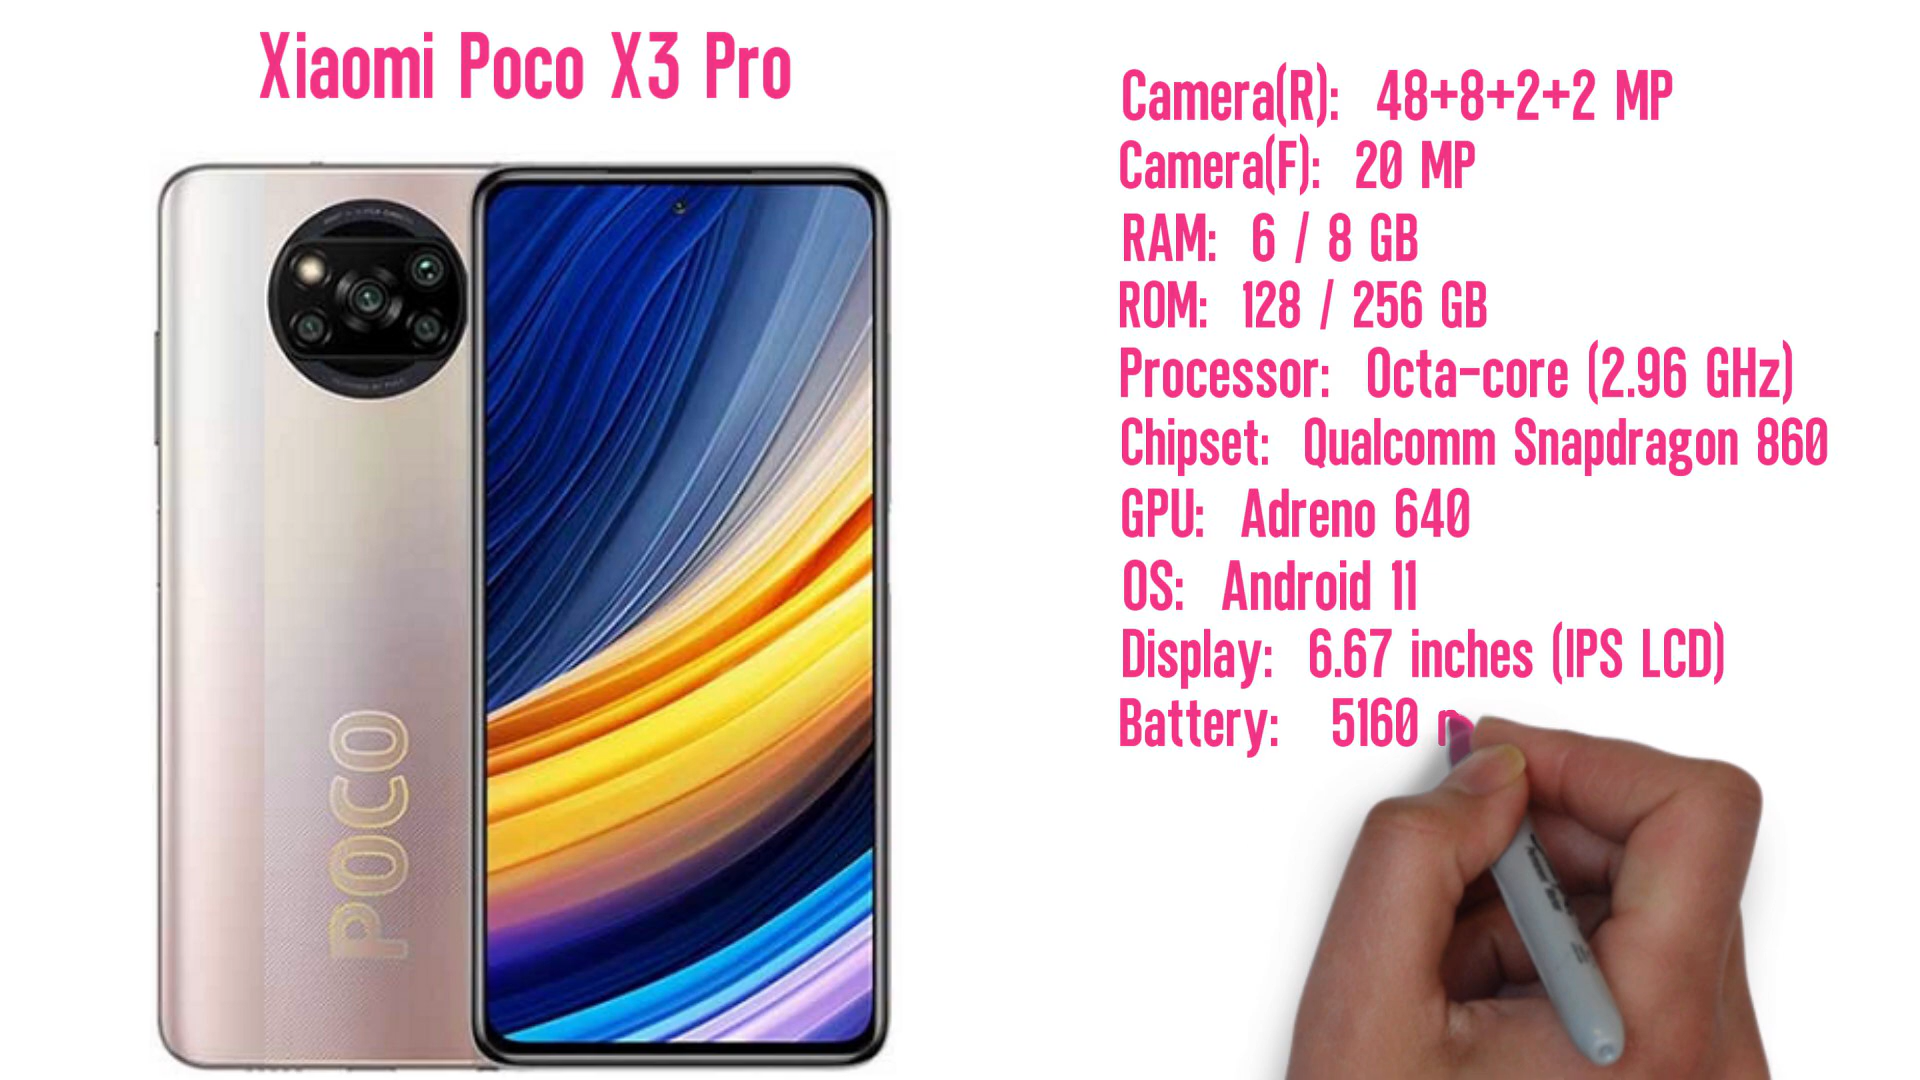 Xiaomi Poco X3 Pro
Camera(R): 48+8+2+2 MP
Camera(F): 20 MP
RAM: 6 / 8 GB
ROM: 128 / 256 GB
Processor: Octa-core (2.96 GHz)
Chipset: Qualcomm Snapdragon 860
GPU: Adreno 640
OS: Android 11
Display: 6.67 inches (IPS LCD)
Battery: 5160
POCO